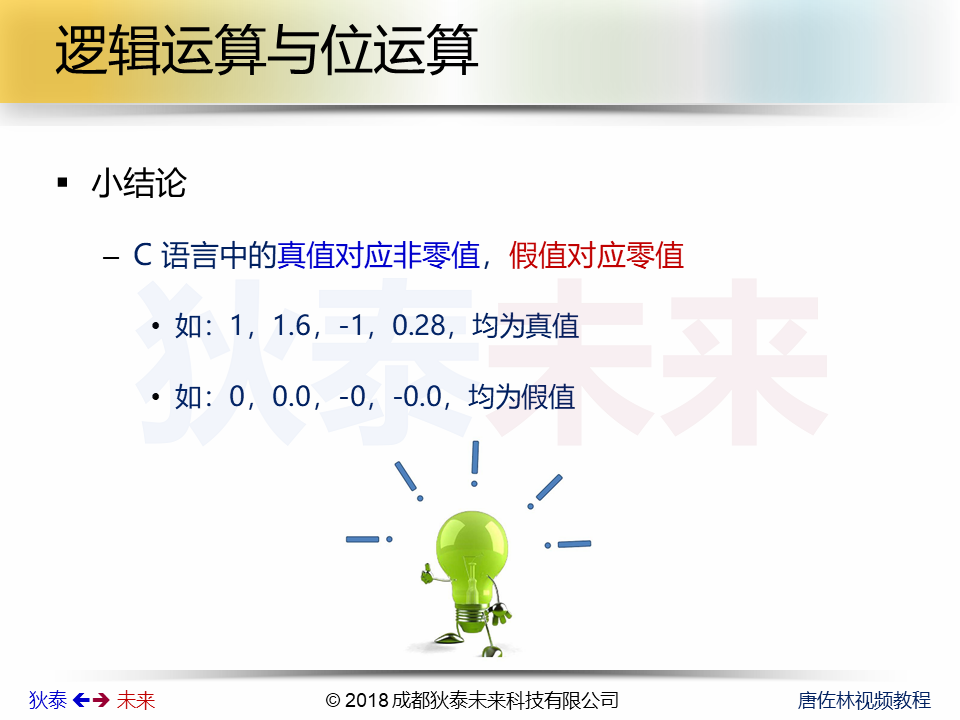 逻辑运算与位运算
小结论
C 语言中的真值对应非零值，假值对应零值
如：1，1.6，-1，0.28，均为真值
如：0，0.0，-0，-0.0，均为假值
狄泰未来
狄泰 未来
© 2018 成都狄泰未来科技有限公司
唐佐林视频教程